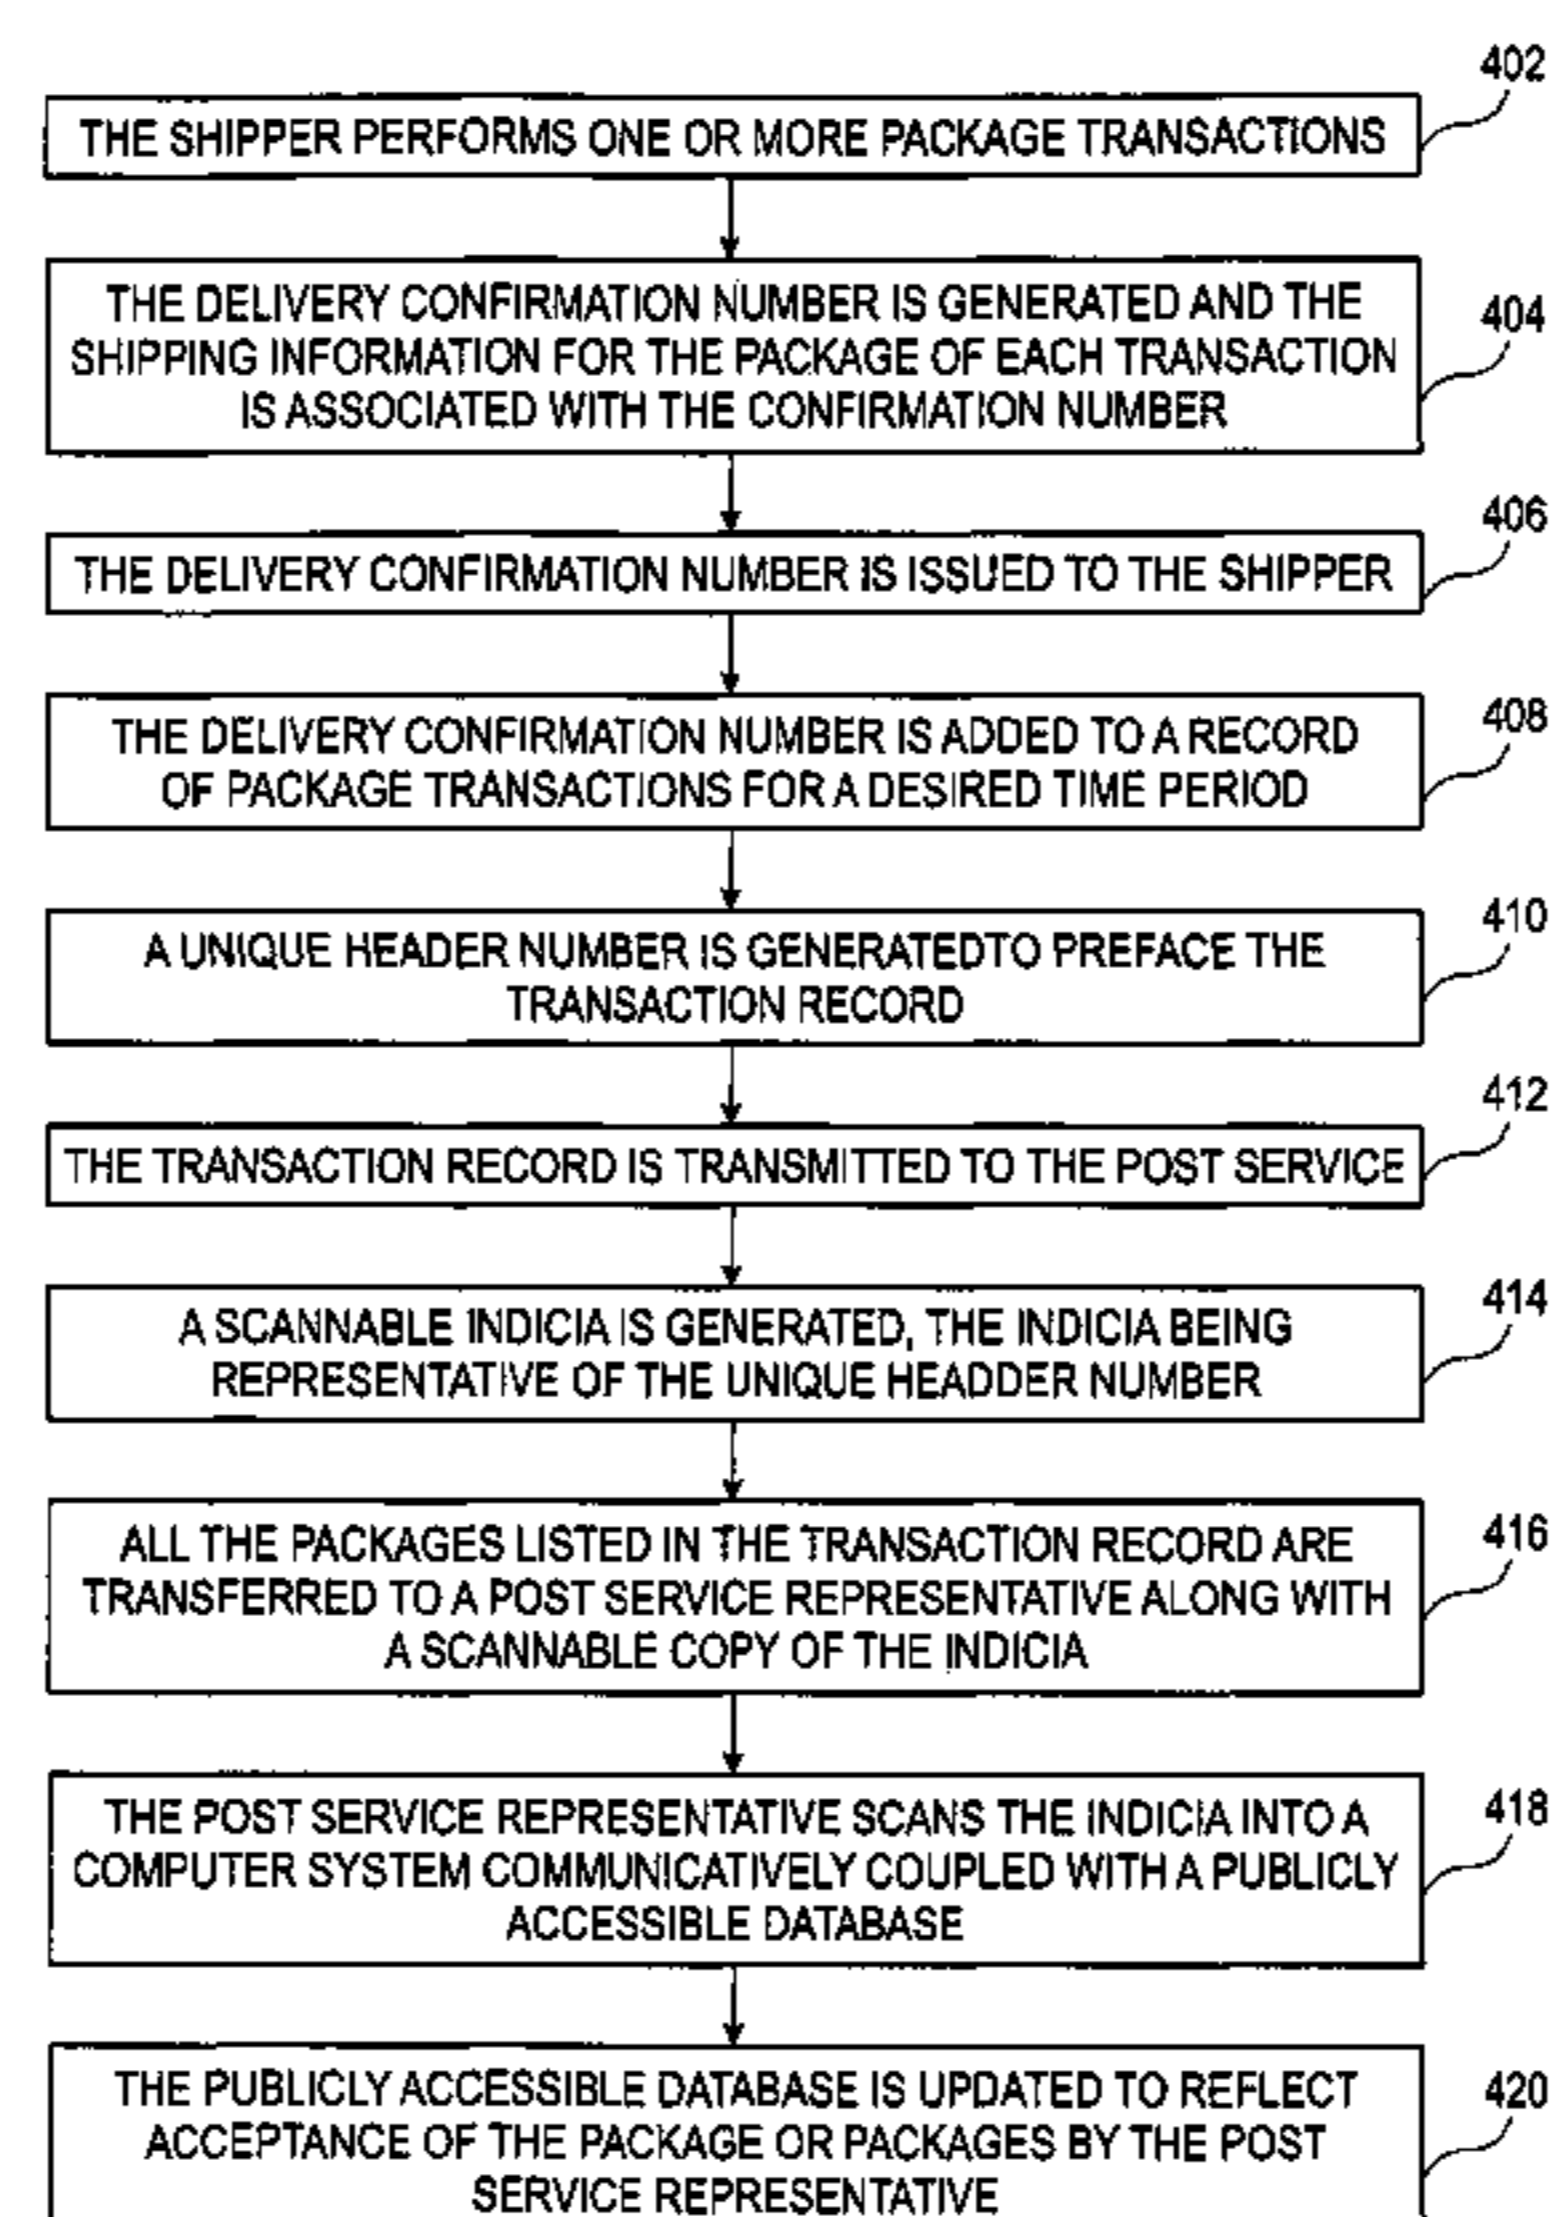 402
THE SHIPPER PERFORMS ONE OR MORE PACKAGE TRANSACTIONS
404
THE DELIVERY CONFIRMATION NUMBER IS GENERATED AND THE
SHIPPING INFORMATION FOR THE PACKAGE OF EACH TRANSACTION
IS ASSOCIATED WITH THE CONFIRMATION NUMBER
406
THE DELIVERY CONFIRMATION NUMBER IS ISSUED TO THE SHIPPER
408
THE DELIVERY CONFIRMATION NUMBER IS ADDED TO A RECORD
OF PACKAGE TRANSACTIONS FOR A DESIRED TIME PERIOD
410
A UNIQUE HEADER NUMBER IS GENERATEDTO PREFACE THE
TRANSACTION RECORD
412
THE TRANSACTION RECORD IS TRANSMITTED TO THE POST SERVICE
414
A SCANNABLE INDICIA IS GENERATED, THE INDICIA BEING
REPRESENTATIVE OF THE UNIQUE HEADDER NUMBER
416
ALL THE PACKAGES LISTED IN THE TRANSACTION RECORD ARE
TRANSFERRED TO A POST SERVICE REPRESENTATIVE ALONG WITH
A SCANNABLE COPY OF THE INDICIA
418
THE POST SERVICE REPRESENTATIVE SCANS THE INDICIA INTO A
COMPUTER SYSTEM COMMUNICATIVELY COUPLED WITH A PUBLICLY
ACCESSIBLE DATABASE
420
THE PUBLICLY ACCESSIBLE DATABASE IS UPDATED TO REFLECT
ACCEPTANCE OF THE PACKAGE OR PACKAGES BY THE POST
SERVICE REPRESENTATIVE